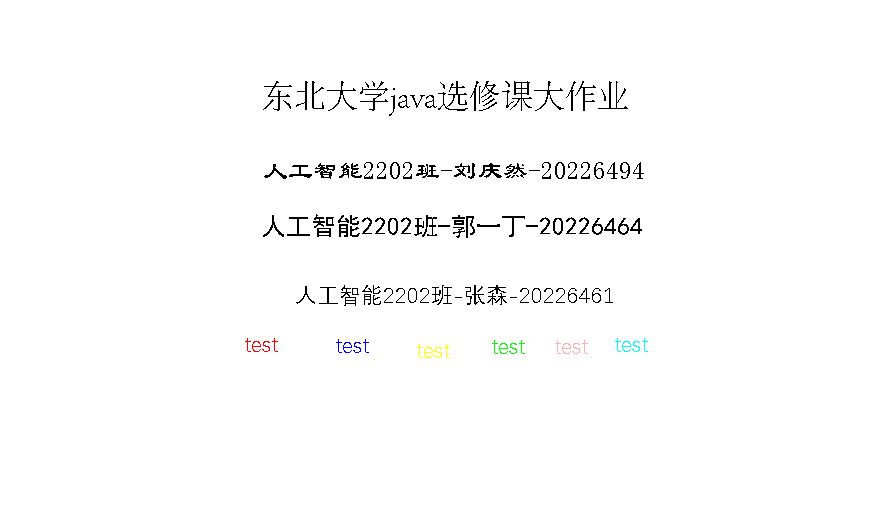 东北大学java选修课大作业
人工智能2202班-刘庆然-20226494
人工智能2202班-郭一丁-20226464
人工智能2202班-张森-20226461
test test test test test test